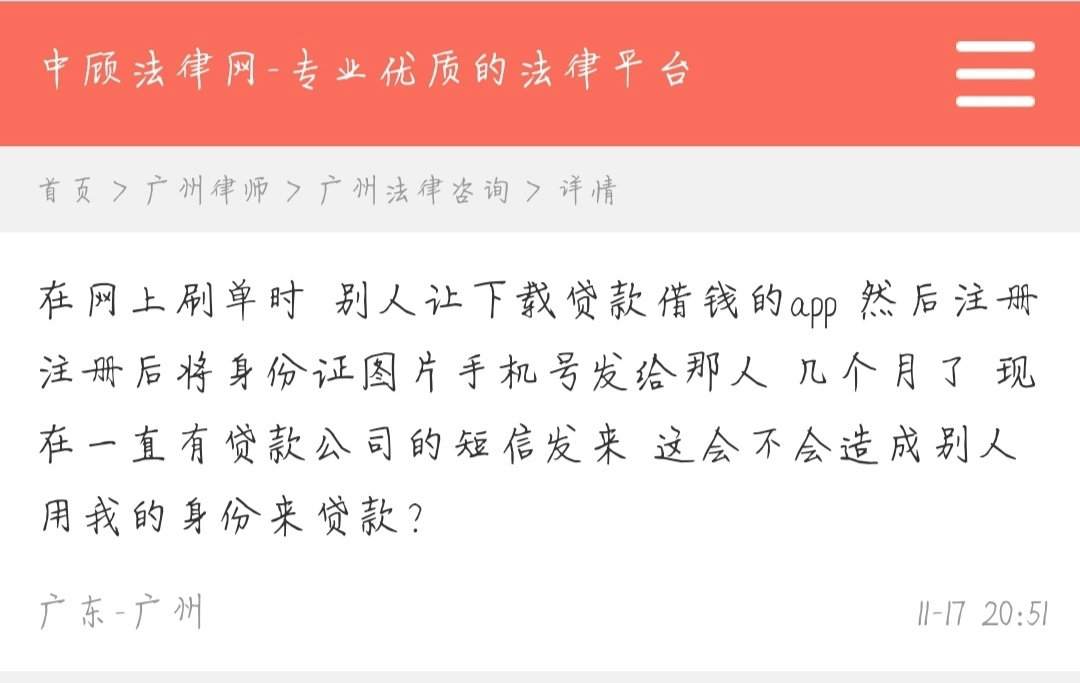 中顾法律网-专业优质的法律平台
首页 > 广州律师 > 广州法律咨询 > 详情
在网上刷单时 别人让下载贷款借钱的app 然后注册
注册后将身份证图片手机号发给那人 几个月了 现
在一直有贷款公司的短信发来 这会不会造成别人
用我的身份来贷款?
广东-广州
11-17 20:51